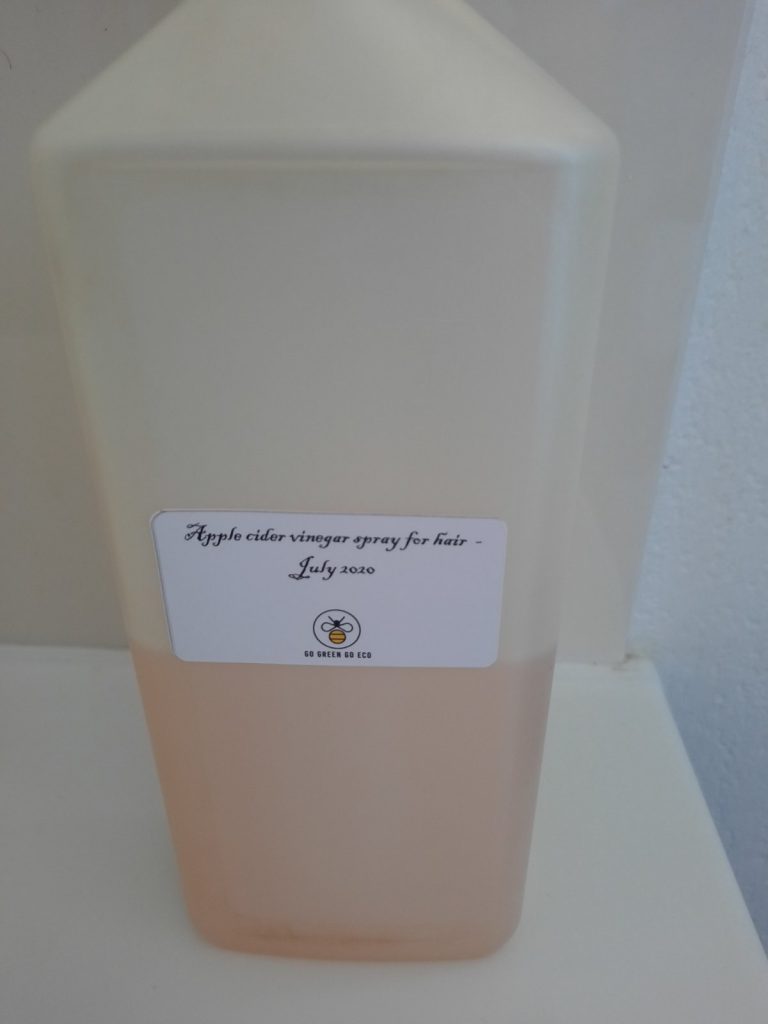 Apple cider vinegar spray for hair -
July 2020
GO GREEN GO ECO